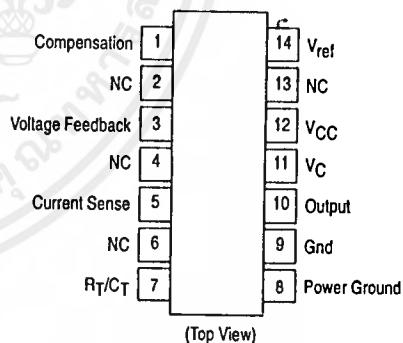 Compensation 1
NC 2
Voltage Feedback 3
NC 4
Current Sense 5
NC 6
RT/CT 7
14 Vref
13 NC
12 VCC
11 VC
10 Output
9 Gnd
8 Power Ground
(Top View)